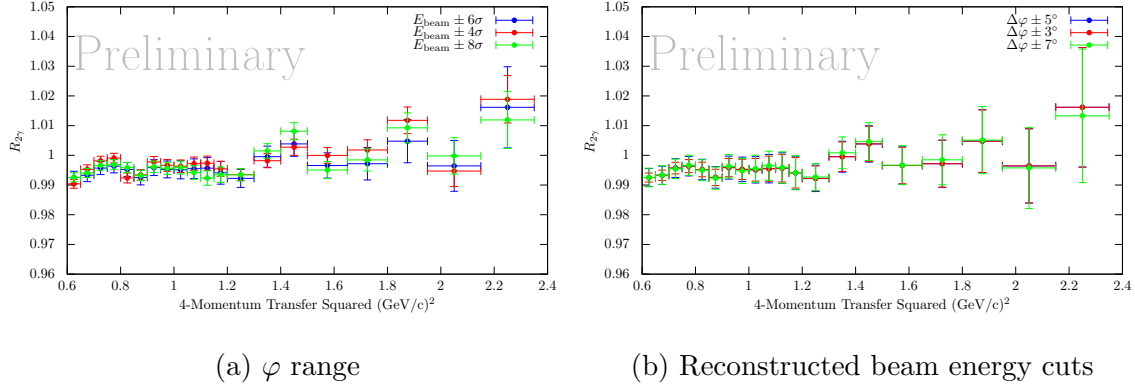 1.05
1.04
1.03
1.02
1.01
1
0.99
0.98
0.97
0.96
R₂γ
Preliminary
E_beam ± 6σ
E_beam ± 4σ
E_beam ± 8σ
0.6 0.8 1 1.2 1.4 1.6 1.8 2 2.2 2.4
4-Momentum Transfer Squared (GeV/c)²
(a) φ range
1.05
1.04
1.03
1.02
1.01
1
0.99
0.98
0.97
0.96
R₂γ
Preliminary
Δφ ± 5°
Δφ ± 3°
Δφ ± 7°
0.6 0.8 1 1.2 1.4 1.6 1.8 2 2.2 2.4
4-Momentum Transfer Squared (GeV/c)²
(b) Reconstructed beam energy cuts